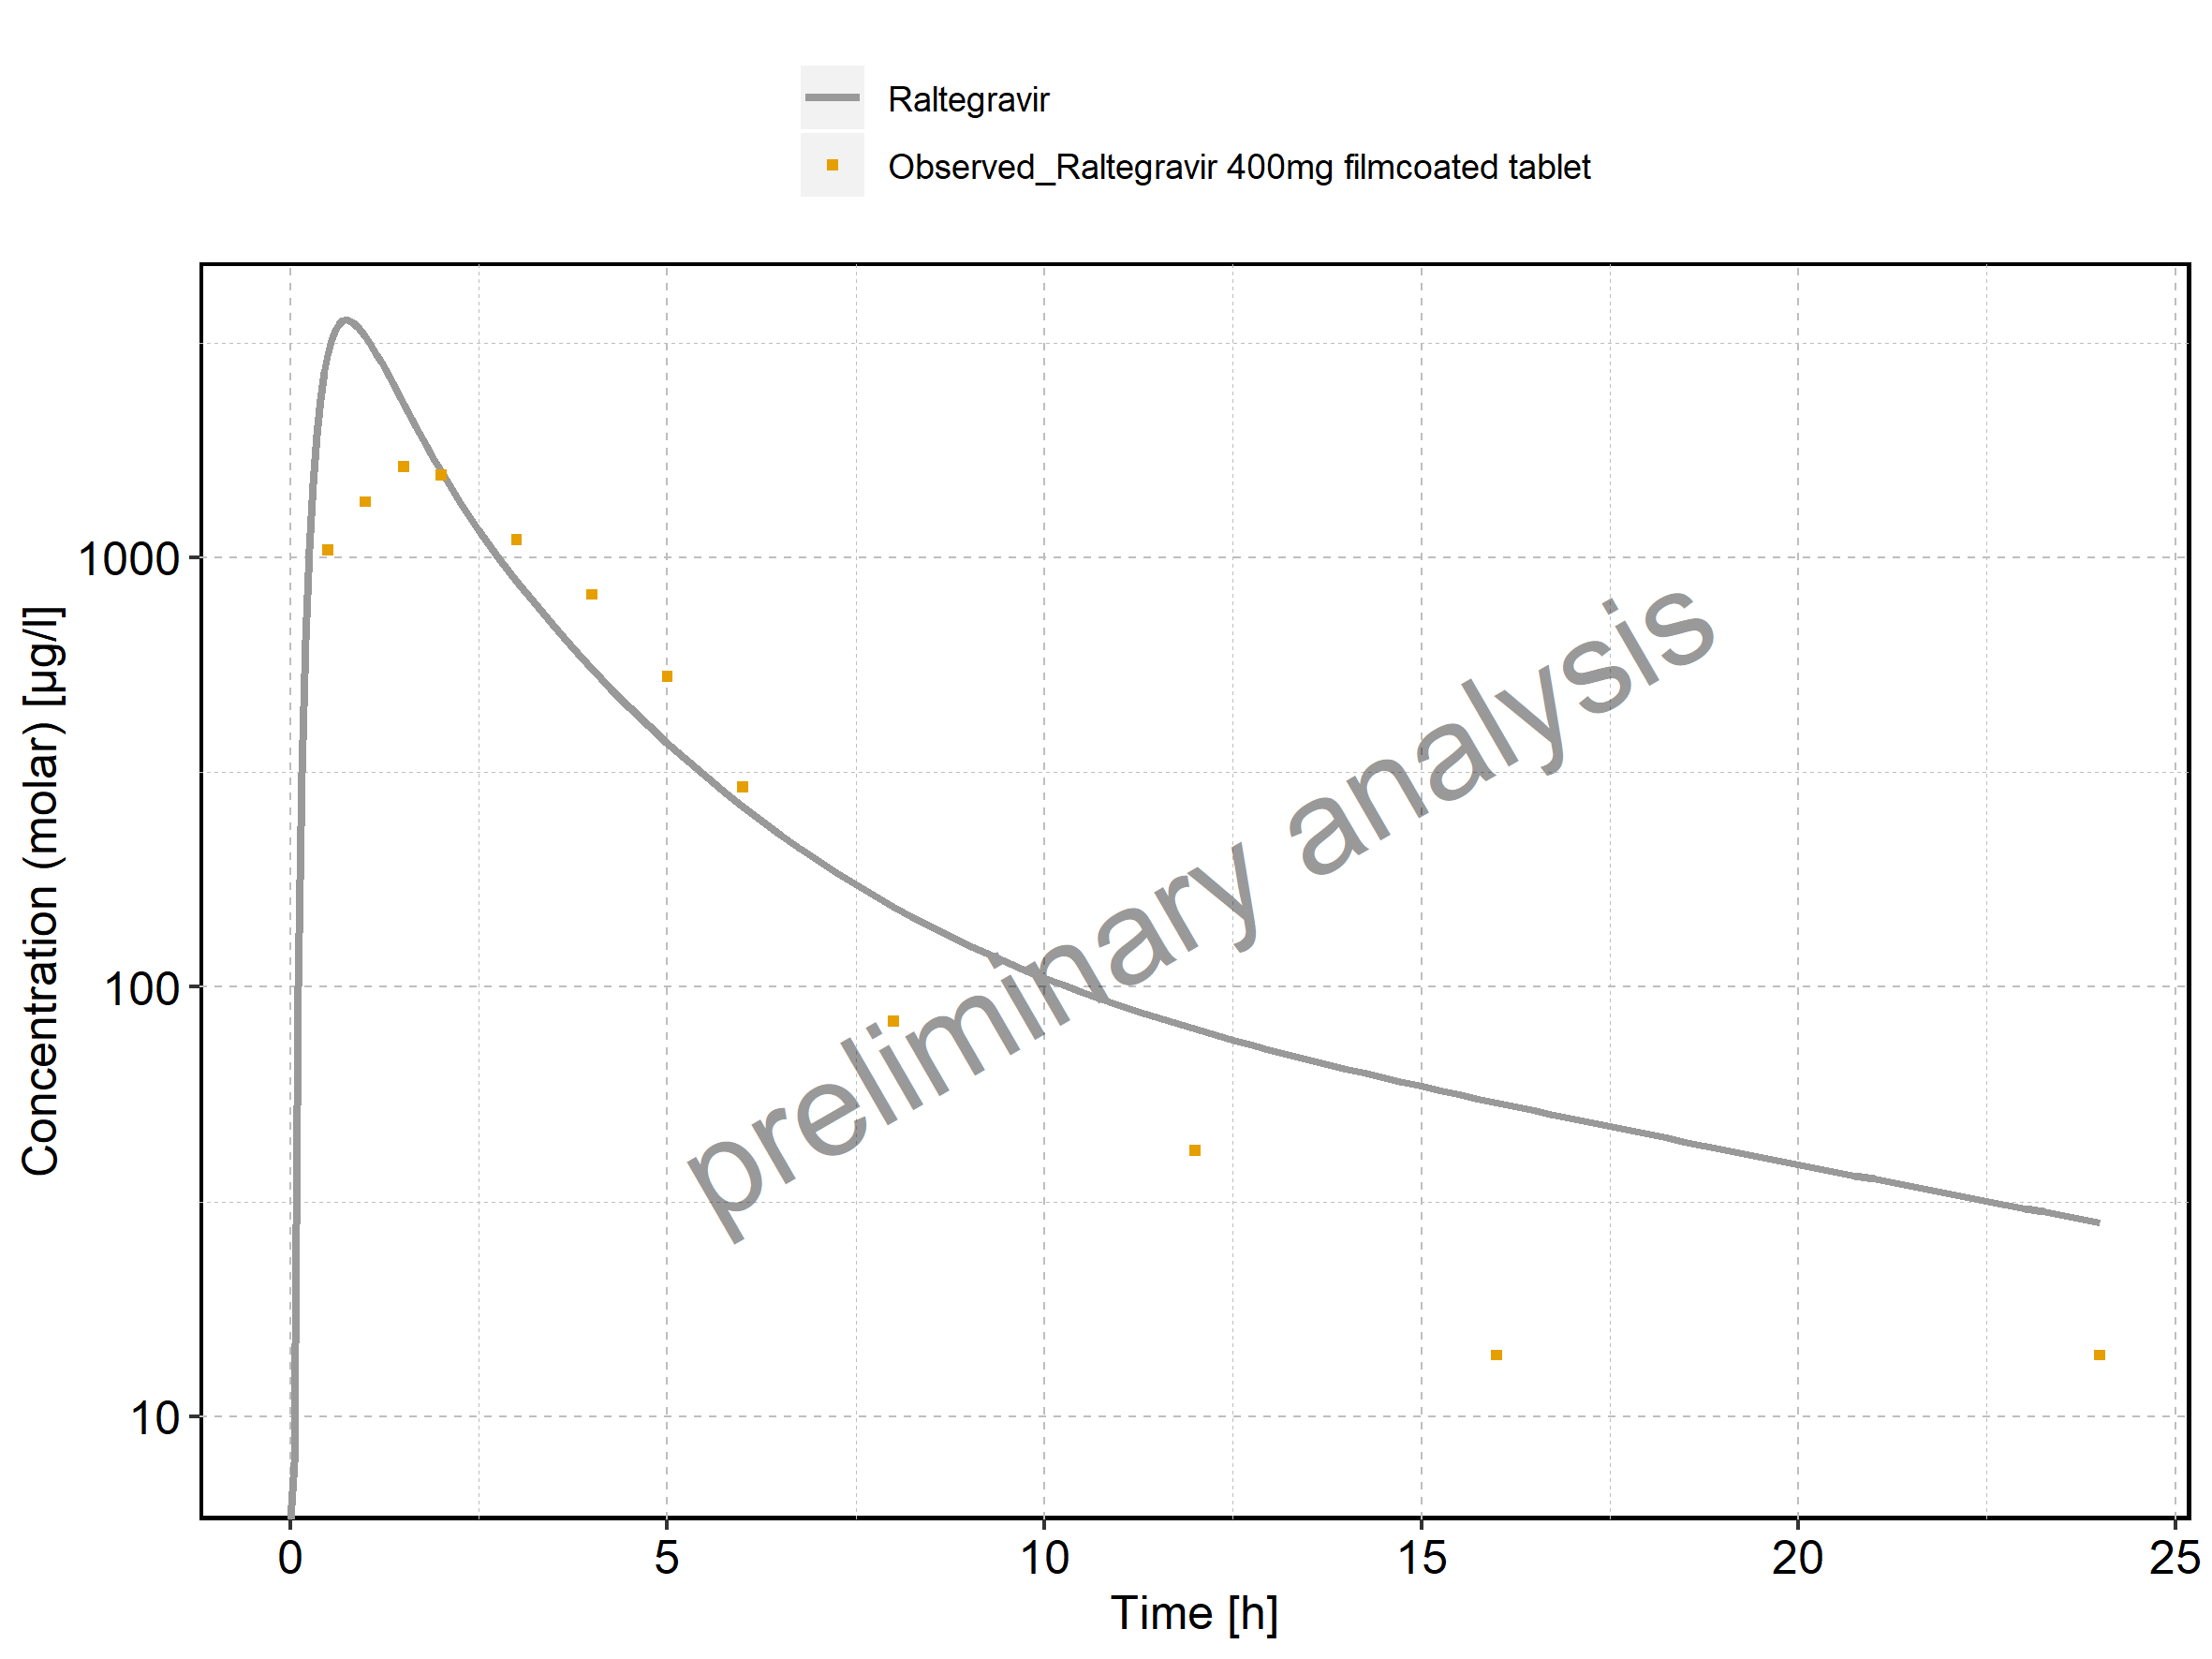 Raltegravir
Observed_Raltegravir 400mg filmcoated tablet
Concentration (molar) [µg/l]
1000
100
10
preliminary analysis
0 5 10 15 20 25
Time [h]